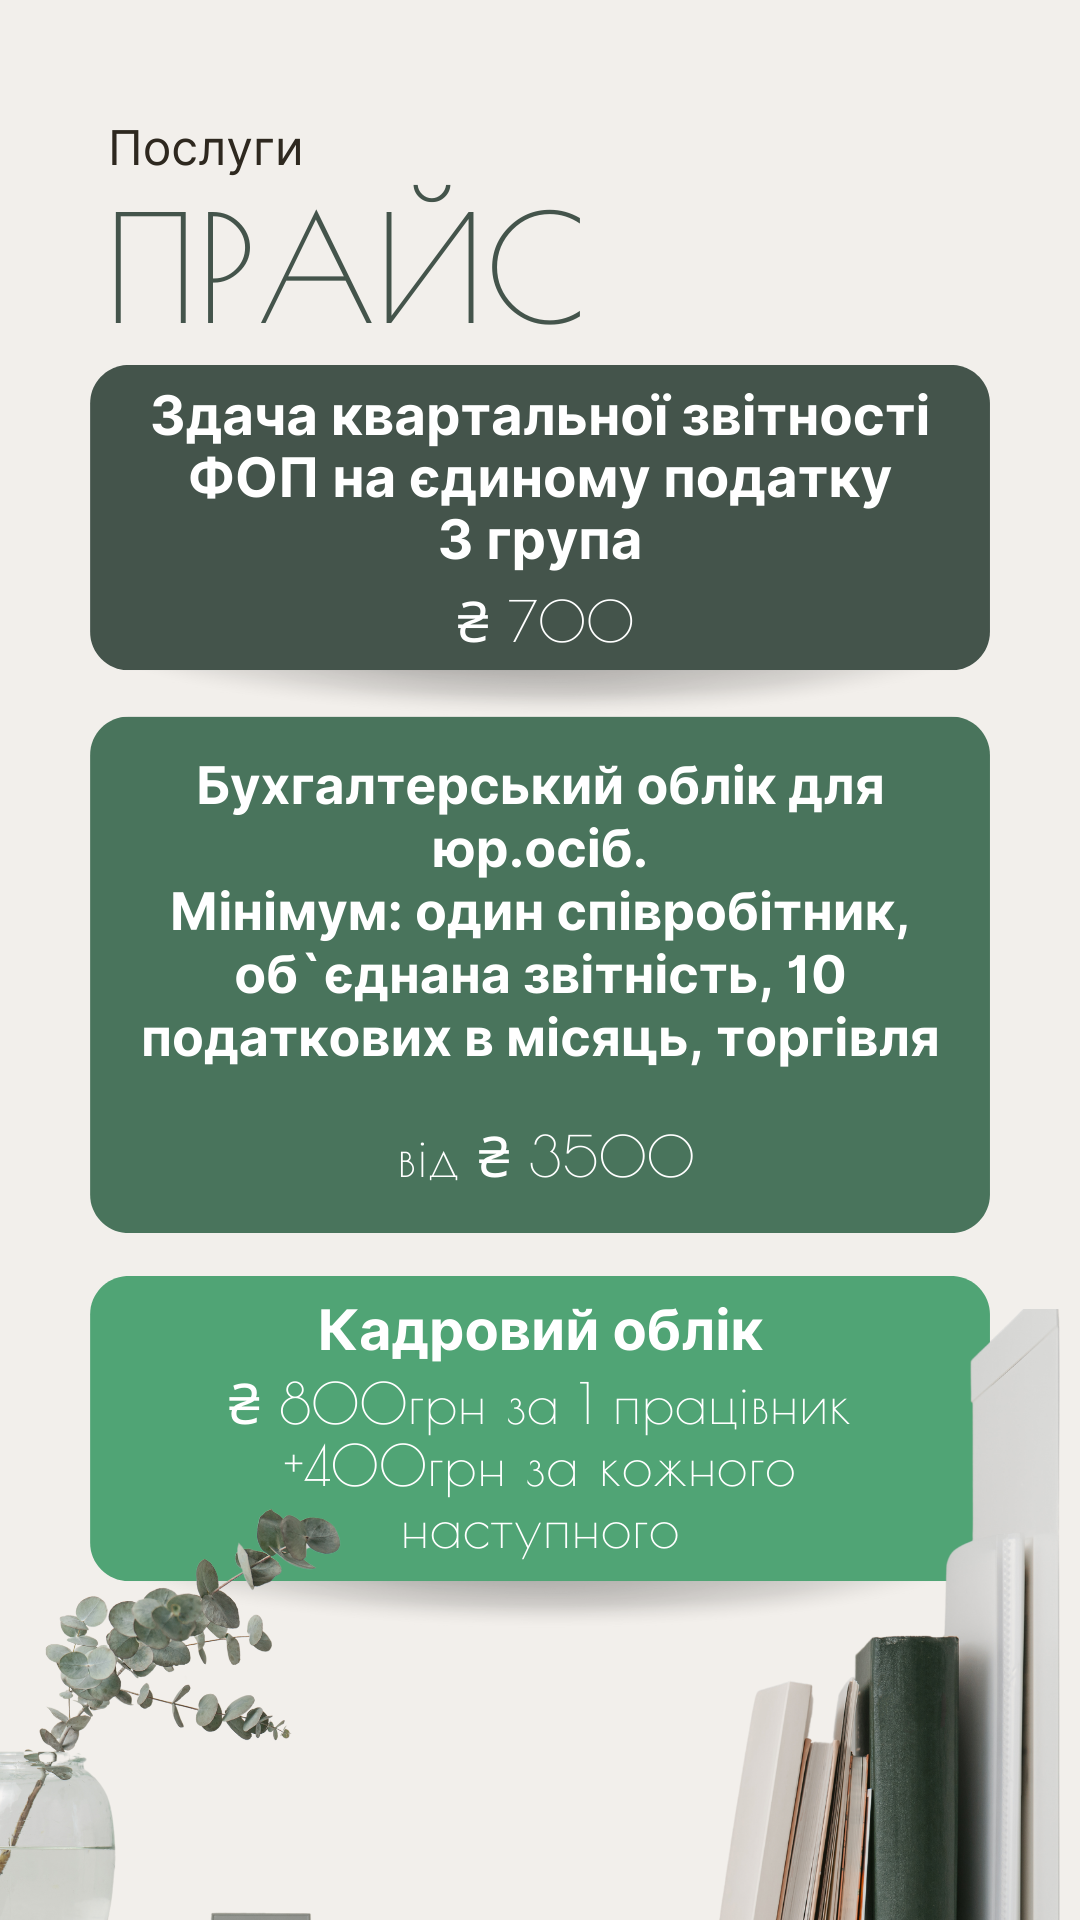 Послуги
ПРАЙС
Здача квартальної звітності
ФОП на єдиному податку
3 група
₴ 700
Бухгалтерський облік для
юр.осіб.
Мінімум: один співробітник,
об`єднана звітність, 10
податкових в місяць, торгівля
від ₴ 3500
Кадровий облік
₴ 800грн за 1 працівник
+400грн за кожного
наступного